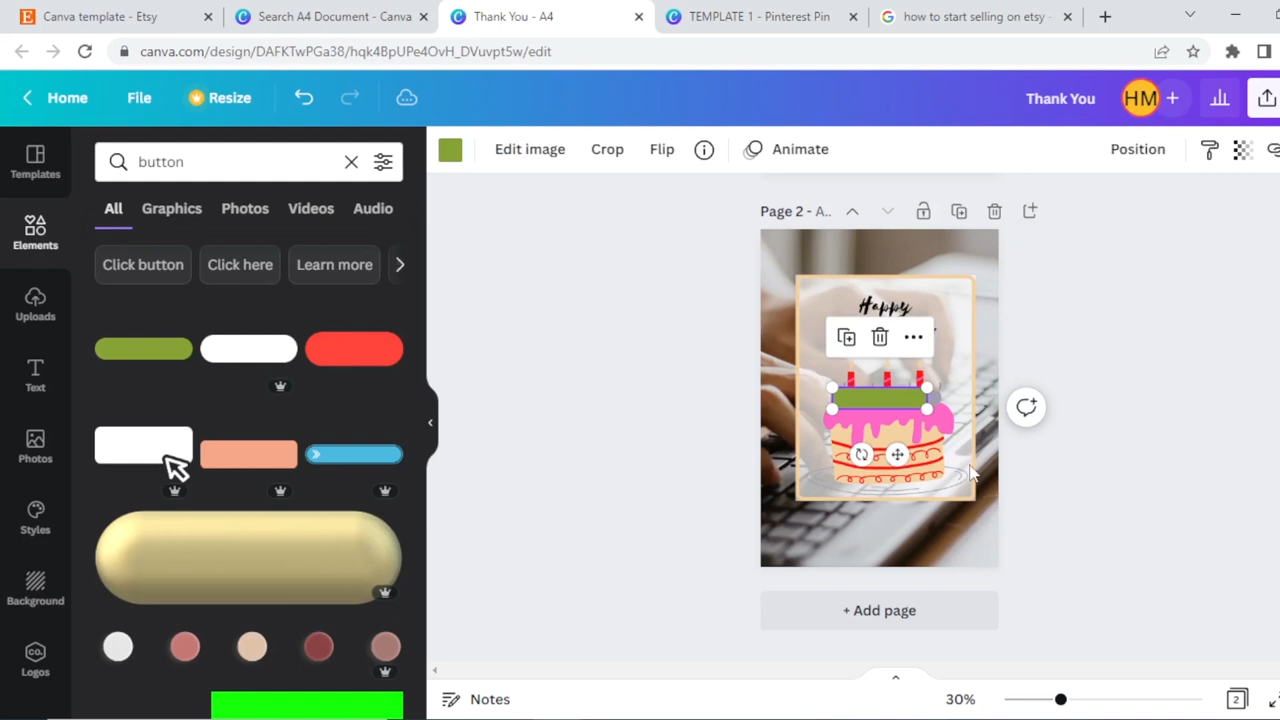 Canva template - Etsy
Search A4 Document - Canva
Thank You - A4
TEMPLATE 1 - Pinterest Pin
how to start selling on etsy -
canva.com/design/DAFKTwPGa38/hqk4BpUPe4OvH_DVuvpt5w/edit
Home
File
Resize
Thank You
HM
Templates
button
Edit image
Crop
Flip
Animate
Position
Elements
All
Graphics
Photos
Videos
Audio
Page 2 - A..
Click button
Click here
Learn more
Uploads
Happy
Text
Photos
Styles
Background
+ Add page
CO.
Logos
Notes
30%
2